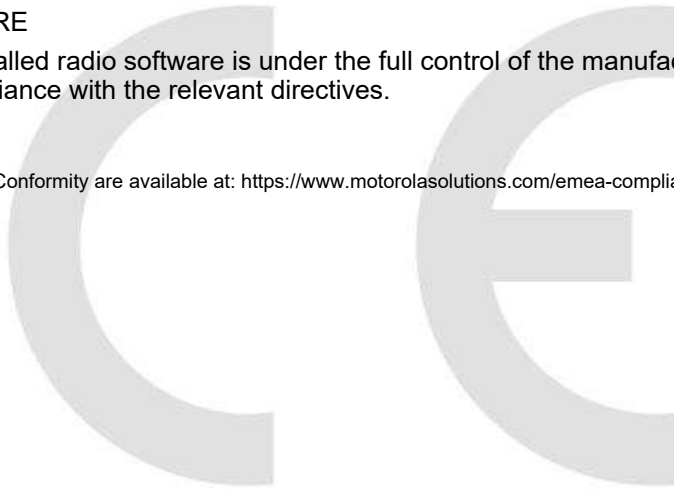 RE
alled radio software is under the full control of the manufac
iance with the relevant directives.
Conformity are available at: https://www.motorolasolutions.com/emea-complia
CE